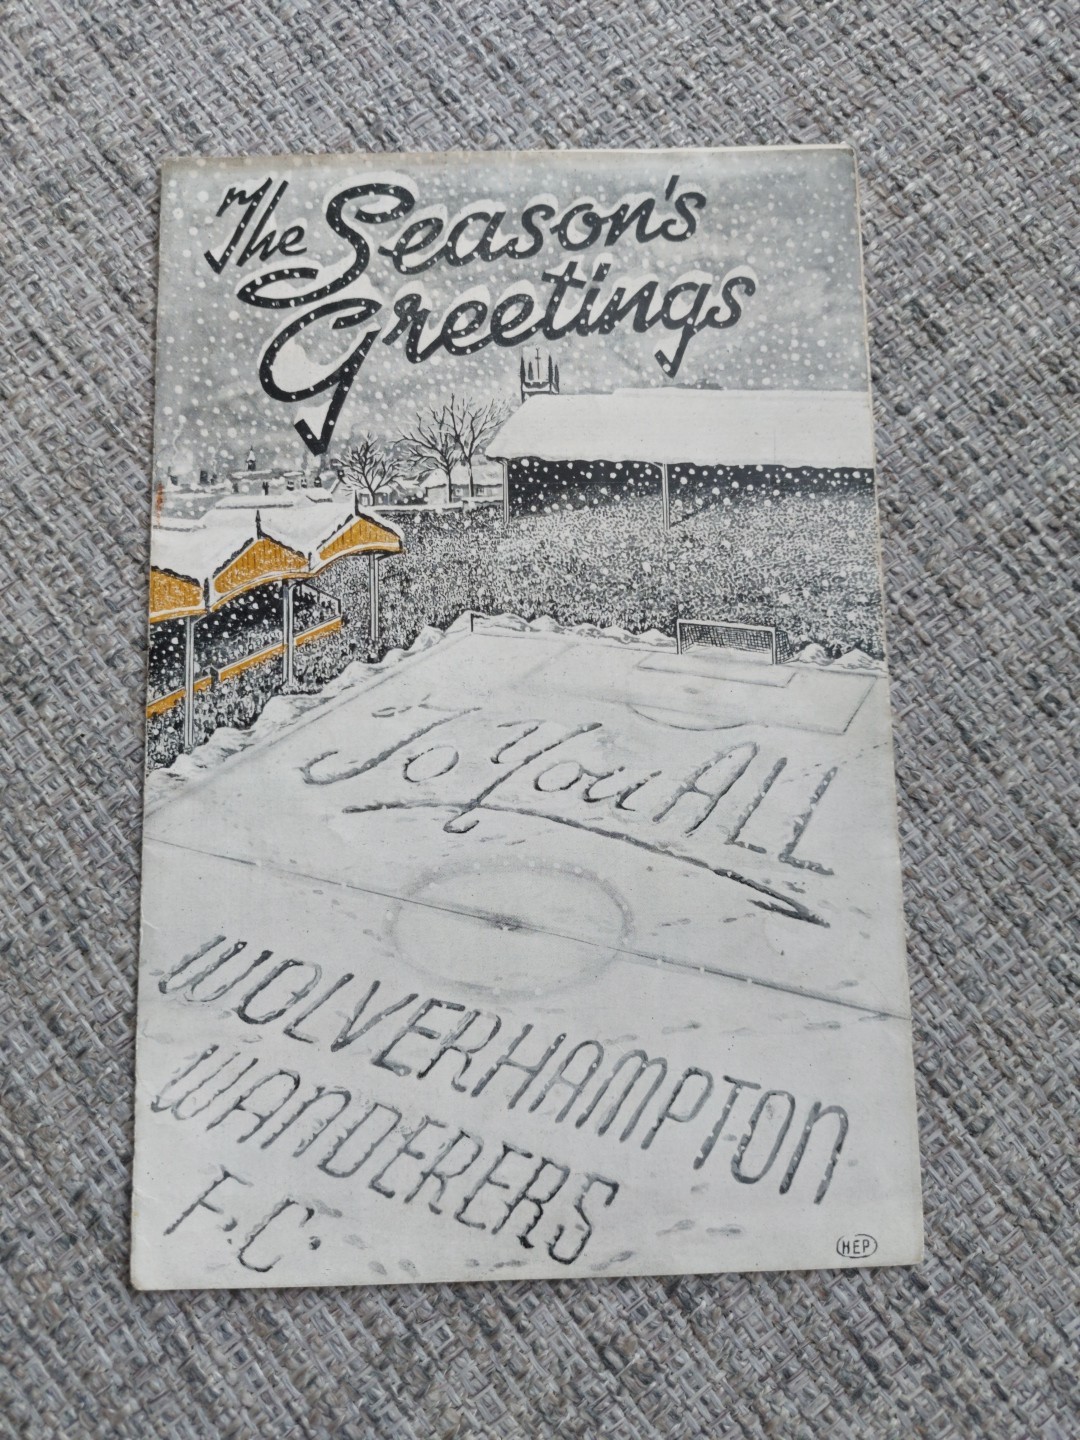 The Season's
Greetings
To You ALL
WOLVERHAMPTON
WANDERERS
F.C.
HEP